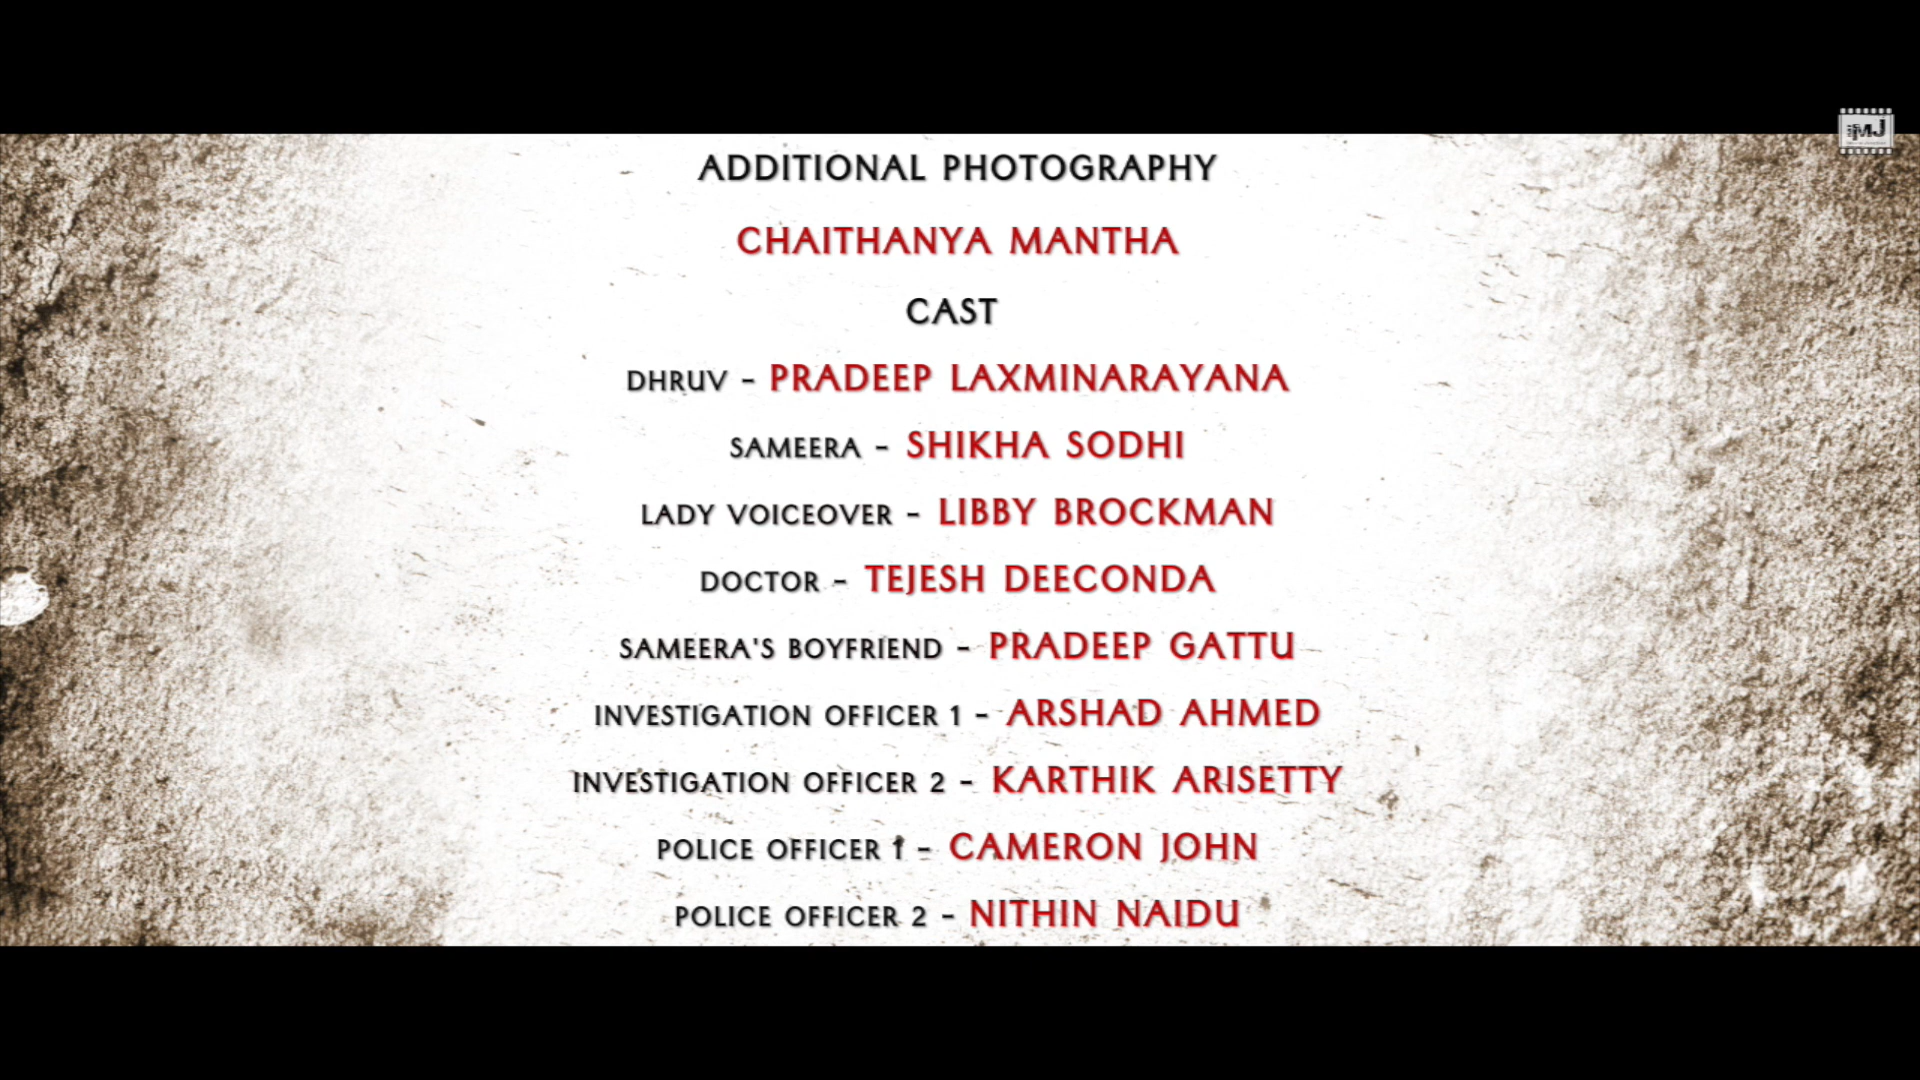 MJ
ADDITIONAL PHOTOGRAPHY
CHAITHANYA MANTHA
CAST
DHRUV - PRADEEP LAXMINARAYANA
SAMEERA - SHIKHA SODHI
LADY VOICEOVER - LIBBY BROCKMAN
DOCTOR - TEJESH DEECONDA
SAMEERA'S BOYFRIEND - PRADEEP GATTU
INVESTIGATION OFFICER 1 - ARSHAD AHMED
INVESTIGATION OFFICER 2 - KARTHIK ARISETTY
POLICE OFFICER 1 - CAMERON JOHN
POLICE OFFICER 2 - NITHIN NAIDU